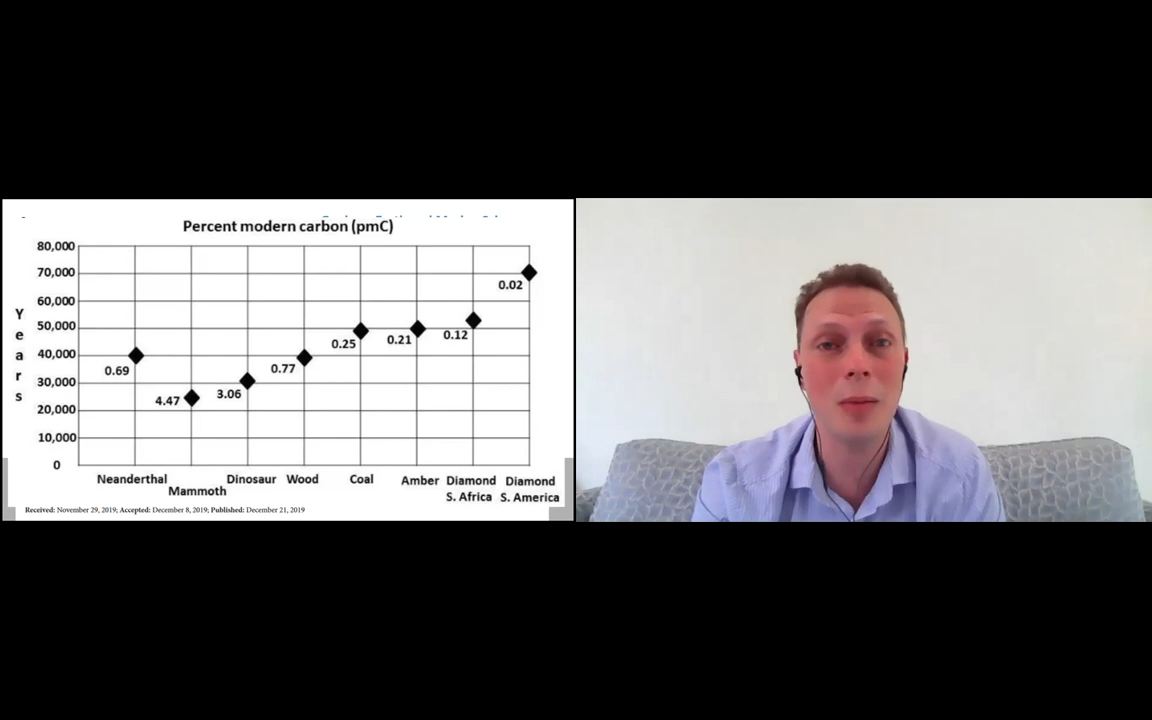 Percent modern carbon (pmC)
80,000
70,000
60,000
50,000
40,000
30,000
20,000
10,000
0
Years
0.69
4.47
3.06
0.77
0.25
0.21
0.12
0.02
Neanderthal
Mammoth
Dinosaur
Wood
Coal
Amber
Diamond
S. Africa
Diamond
S. America
Received: November 29, 2019; Accepted: December 8, 2019; Published: December 21, 2019